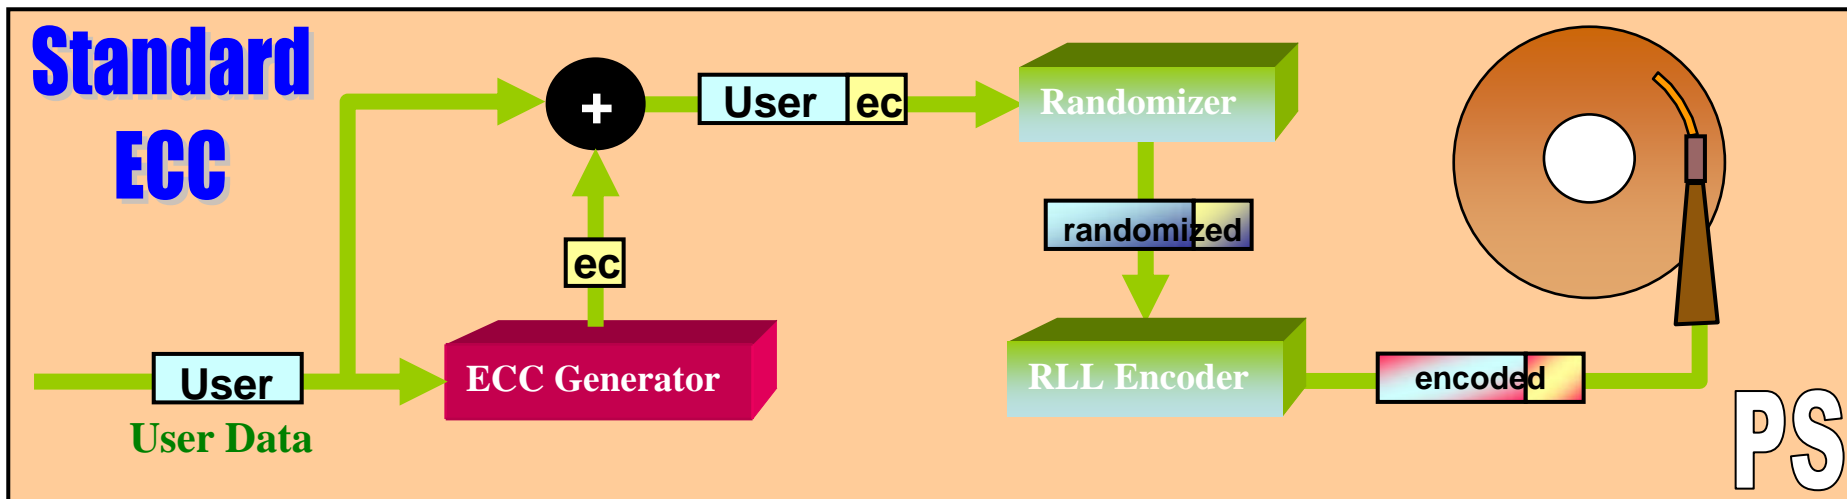 Standard
ECC
+
User
ec
Randomizer
randomized
ec
User
ECC Generator
RLL Encoder
encoded
User Data
PS